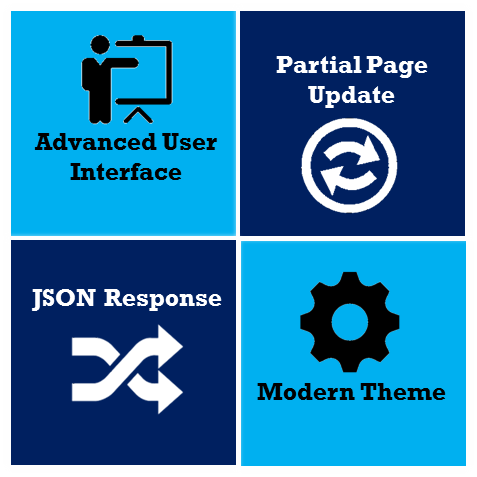 Advanced User
Interface
Partial Page
Update
JSON Response
Modern Theme